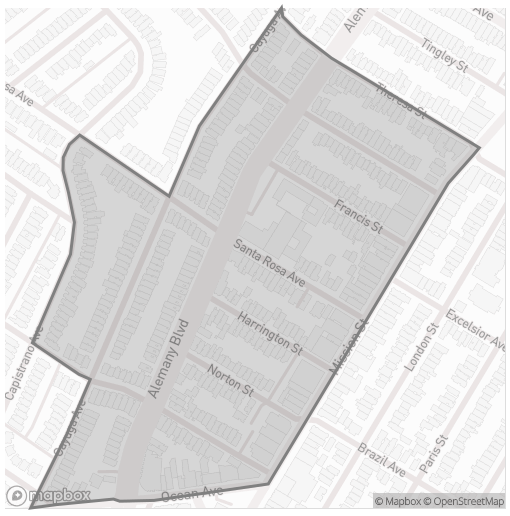 Cayuga A
Alem
Ave
Tingley St
Theresa St
sa Ave
Francis St
Santa Rosa Ave
Excelsior Ave
Harrington St
Mission St
London St
Alemany Blvd
Capistrano Ave
Norton St
Cayuga Ave
Brazil Ave
Paris St
Ocean Ave
mapbox
© Mapbox © OpenStreetMap